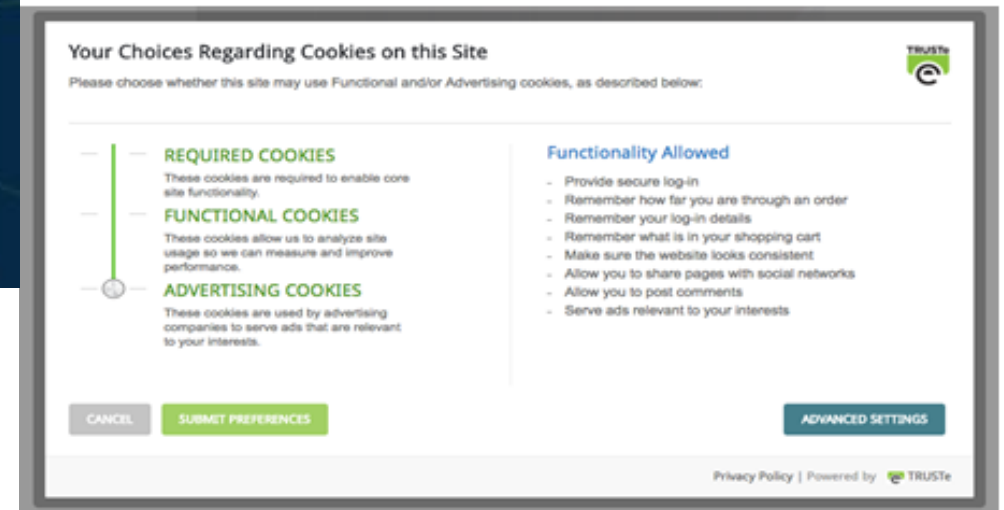 Your Choices Regarding Cookies on this Site
TRUSTe
Please choose whether this site may use Functional and/or Advertising cookies, as described below:
REQUIRED COOKIES
These cookies are required to enable core
site functionality.
FUNCTIONAL COOKIES
These cookies allow us to analyze site
usage so we can measure and improve
performance.
ADVERTISING COOKIES
These cookies are used by advertising
companies to serve ads that are relevant
to your interests.
Functionality Allowed
- Provide secure log-in
- Remember how far you are through an order
- Remember your log-in details
- Remember what is in your shopping cart
- Make sure the website looks consistent
- Allow you to share pages with social networks
- Allow you to post comments
- Serve ads relevant to your interests
CANCEL
SUBMIT PREFERENCES
ADVANCED SETTINGS
Privacy Policy | Powered by TRUSTe